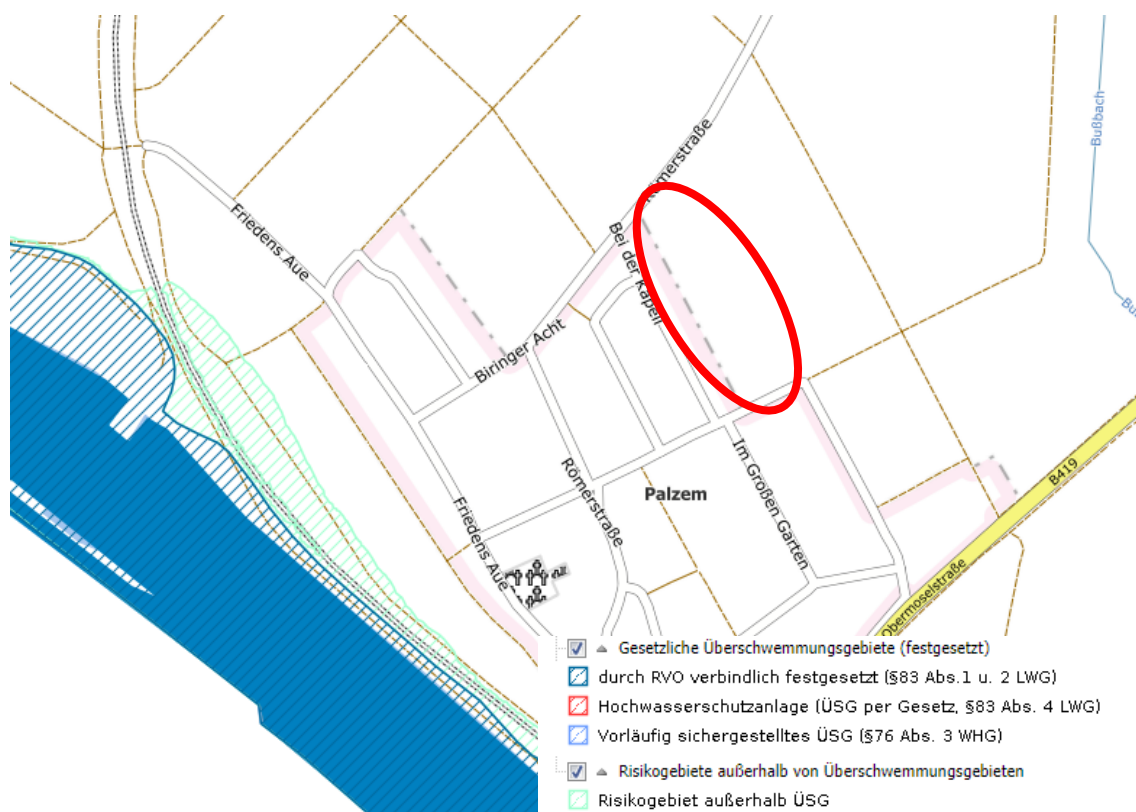 Bußbach
Römerstraße
Friedens Aue
Bei der Kapell
Bu
Biringer Acht
B419
Römerstraße
Palzem
Im Großen Garten
Friedens Aue
Obermoselstraße
Gesetzliche Überschwemmungsgebiete (festgesetzt)
durch RVO verbindlich festgesetzt (§83 Abs.1 u. 2 LWG)
Hochwasserschutzanlage (ÜSG per Gesetz, §83 Abs. 4 LWG)
Vorläufig sichergestelltes ÜSG (§76 Abs. 3 WHG)
Risikogebiete außerhalb von Überschwemmungsgebieten
Risikogebiet außerhalb ÜSG